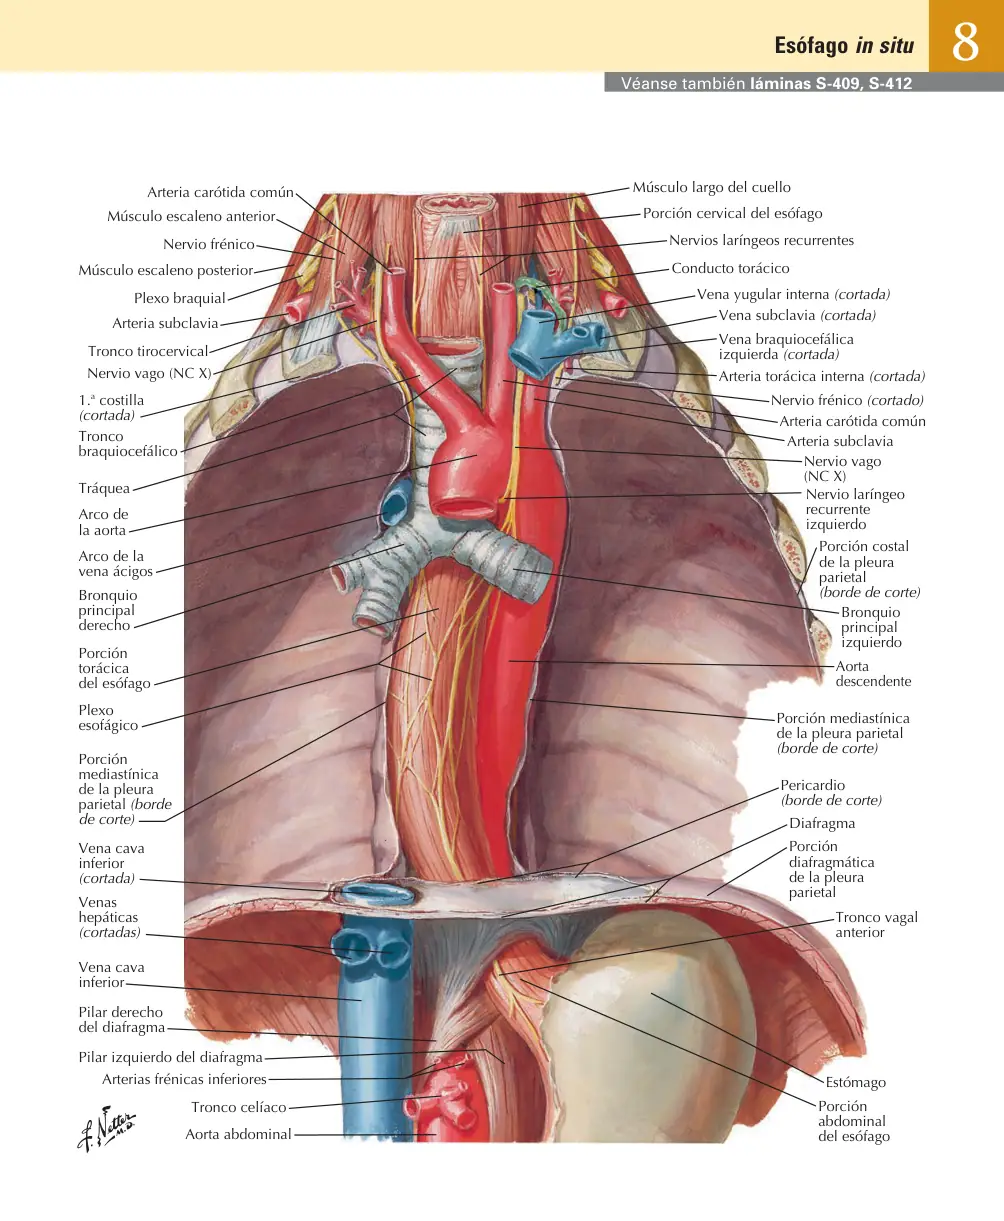 Esófago in situ
8
Véanse también láminas S-409, S-412
Arteria carótida común
Músculo escaleno anterior
Nervio frénico
Músculo escaleno posterior
Plexo braquial
Arteria subclavia
Tronco tirocervical
Nervio vago (NC X)
1.ª costilla
(cortada)
Tronco
braquiocefálico
Tráquea
Arco de
la aorta
Arco de la
vena ácigos
Bronquio
principal
derecho
Porción
torácica
del esófago
Plexo
esofágico
Porción
mediastínica
de la pleura
parietal (borde
de corte)
Vena cava
inferior
(cortada)
Venas
hepáticas
(cortadas)
Vena cava
inferior
Pilar derecho
del diafragma
Pilar izquierdo del diafragma
Arterias frénicas inferiores
Tronco celíaco
Aorta abdominal
Músculo largo del cuello
Porción cervical del esófago
Nervios laríngeos recurrentes
Conducto torácico
Vena yugular interna (cortada)
Vena subclavia (cortada)
Vena braquiocefálica
izquierda (cortada)
Arteria torácica interna (cortada)
Nervio frénico (cortado)
Arteria carótida común
Arteria subclavia
Nervio vago
(NC X)
Nervio laríngeo
recurrente
izquierdo
Porción costal
de la pleura
parietal
(borde de corte)
Bronquio
principal
izquierdo
Aorta
descendente
Porción mediastínica
de la pleura parietal
(borde de corte)
Pericardio
(borde de corte)
Diafragma
Porción
diafragmática
de la pleura
parietal
Tronco vagal
anterior
Estómago
Porción
abdominal
del esófago
F. Netter
M.D.